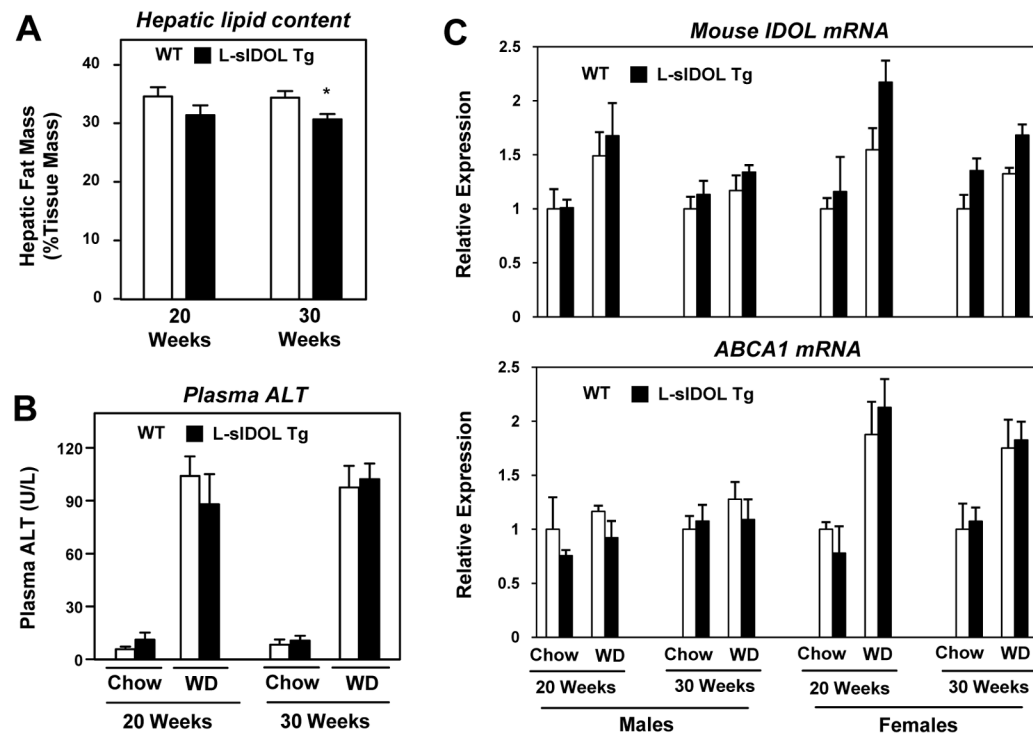 A
Hepatic lipid content
WT L-sIDOL Tg
40
30
20
10
0
*
Hepatic Fat Mass
(%Tissue Mass)
20
Weeks
30
Weeks
B
Plasma ALT
WT L-sIDOL Tg
120
90
60
30
0
Plasma ALT (U/L)
Chow WD Chow WD
20 Weeks 30 Weeks
C
Mouse IDOL mRNA
WT L-sIDOL Tg
2.5
2
1.5
1
0.5
0
Relative Expression
ABCA1 mRNA
WT L-sIDOL Tg
2.5
2
1.5
1
0.5
0
Relative Expression
Chow WD Chow WD Chow WD Chow WD
20 Weeks 30 Weeks 20 Weeks 30 Weeks
Males Females